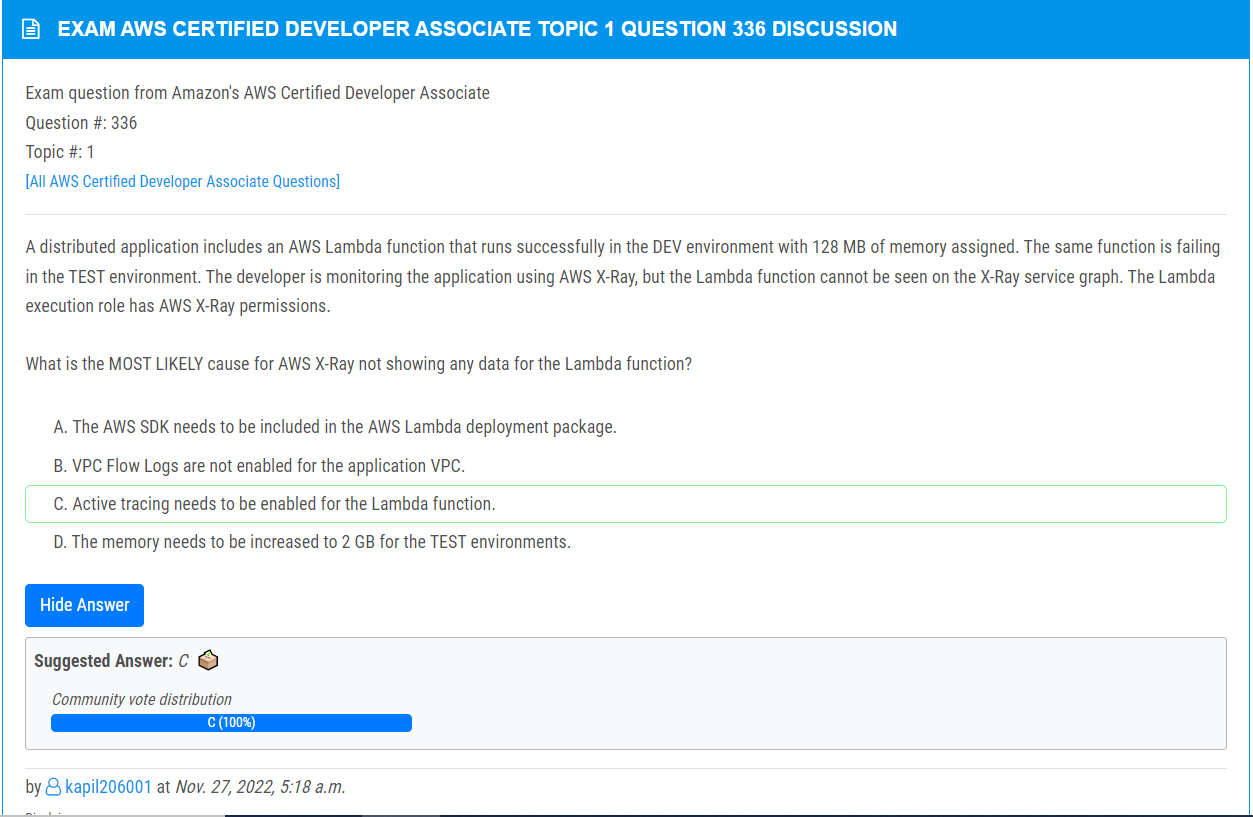 EXAM AWS CERTIFIED DEVELOPER ASSOCIATE TOPIC 1 QUESTION 336 DISCUSSION
Exam question from Amazon's AWS Certified Developer Associate
Question #: 336
Topic #: 1
[All AWS Certified Developer Associate Questions]
A distributed application includes an AWS Lambda function that runs successfully in the DEV environment with 128 MB of memory assigned. The same function is failing
in the TEST environment. The developer is monitoring the application using AWS X-Ray, but the Lambda function cannot be seen on the X-Ray service graph. The Lambda
execution role has AWS X-Ray permissions.
What is the MOST LIKELY cause for AWS X-Ray not showing any data for the Lambda function?
A. The AWS SDK needs to be included in the AWS Lambda deployment package.
B. VPC Flow Logs are not enabled for the application VPC.
C. Active tracing needs to be enabled for the Lambda function.
D. The memory needs to be increased to 2 GB for the TEST environments.
Hide Answer
Suggested Answer: C
Community vote distribution
C (100%)
by kapil206001 at Nov. 27, 2022, 5:18 a.m.